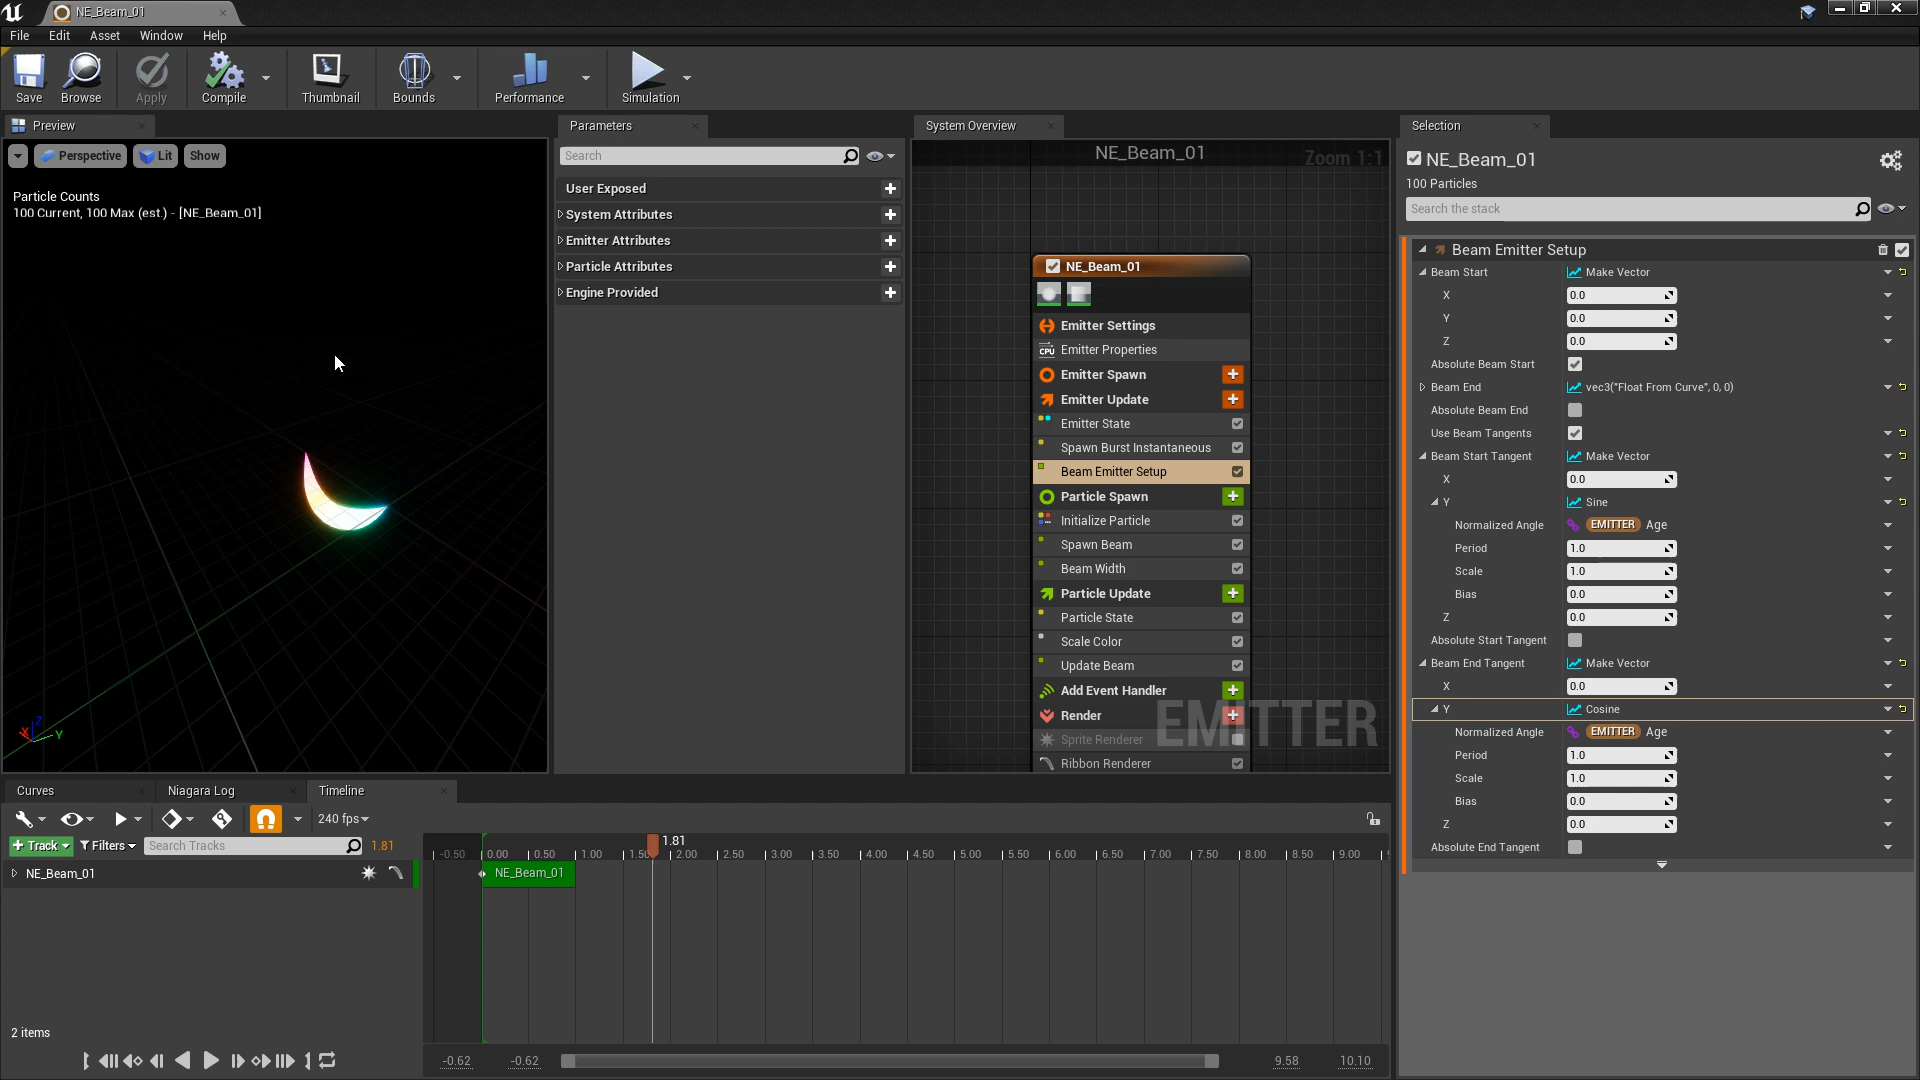 NE_Beam_01
File Edit Asset Window Help
Save Browse Apply Compile Thumbnail Bounds Performance Simulation
Preview
Perspective Lit Show
Particle Counts
100 Current, 100 Max (est.) - [NE_Beam_01]
X Y Z
Parameters
Search
User Exposed
System Attributes
Emitter Attributes
Particle Attributes
Engine Provided
System Overview
NE_Beam_01
Zoom 1:1
NE_Beam_01
Emitter Settings
CPU Emitter Properties
Emitter Spawn
Emitter Update
Emitter State
Spawn Burst Instantaneous
Beam Emitter Setup
Particle Spawn
Initialize Particle
Spawn Beam
Beam Width
Particle Update
Particle State
Scale Color
Update Beam
Add Event Handler
Render
Sprite Renderer
Ribbon Renderer
EMITTER
Selection
NE_Beam_01
100 Particles
Search the stack
Beam Emitter Setup
Beam Start Make Vector
X 0.0
Y 0.0
Z 0.0
Absolute Beam Start
Beam End vec3("Float From Curve", 0, 0)
Absolute Beam End
Use Beam Tangents
Beam Start Tangent Make Vector
X 0.0
Y Sine
Normalized Angle EMITTER Age
Period 1.0
Scale 1.0
Bias 0.0
Z 0.0
Absolute Start Tangent
Beam End Tangent Make Vector
X 0.0
Y Cosine
Normalized Angle EMITTER Age
Period 1.0
Scale 1.0
Bias 0.0
Z 0.0
Absolute End Tangent
Curves Niagara Log Timeline
240 fps
+ Track Filters Search Tracks 1.81
1.81
-0.50 0.00 0.50 1.00 1.50 2.00 2.50 3.00 3.50 4.00 4.50 5.00 5.50 6.00 6.50 7.00 7.50 8.00 8.50 9.00
NE_Beam_01
NE_Beam_01
2 items
-0.62 -0.62 9.58 10.10